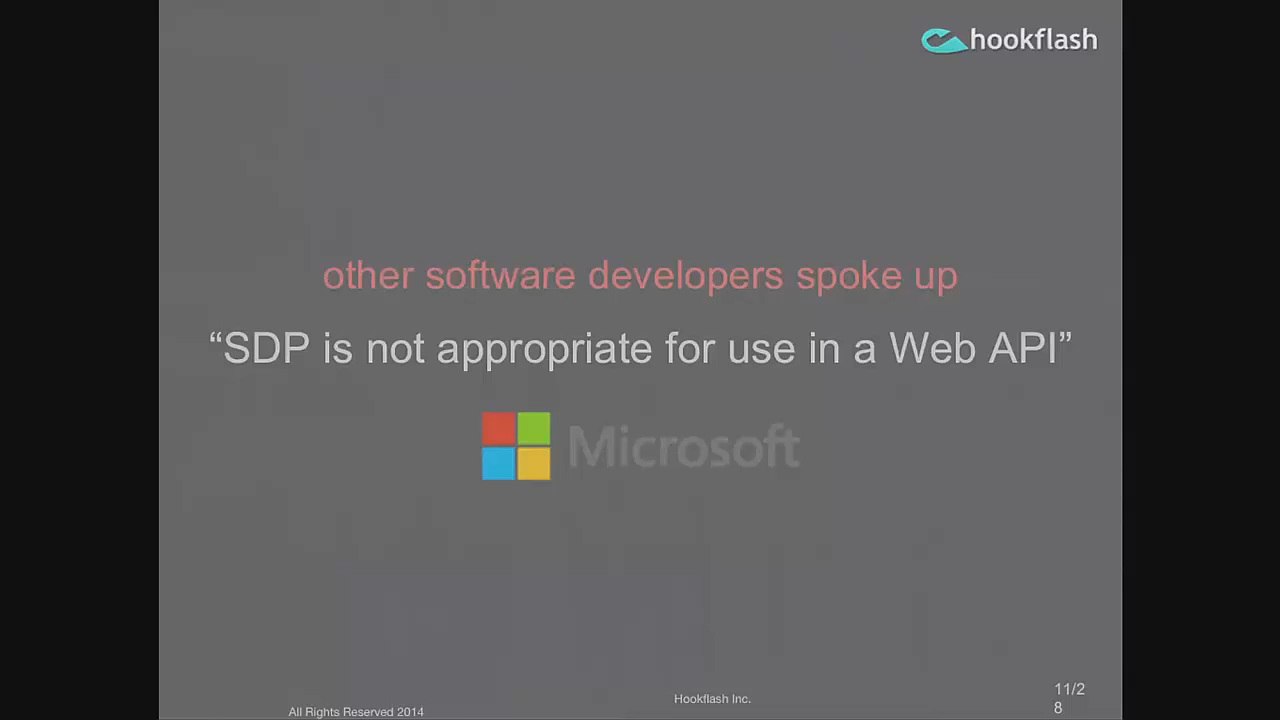 hookflash
other software developers spoke up
“SDP is not appropriate for use in a Web API”
Microsoft
All Rights Reserved 2014
Hookflash Inc.
11/2
8